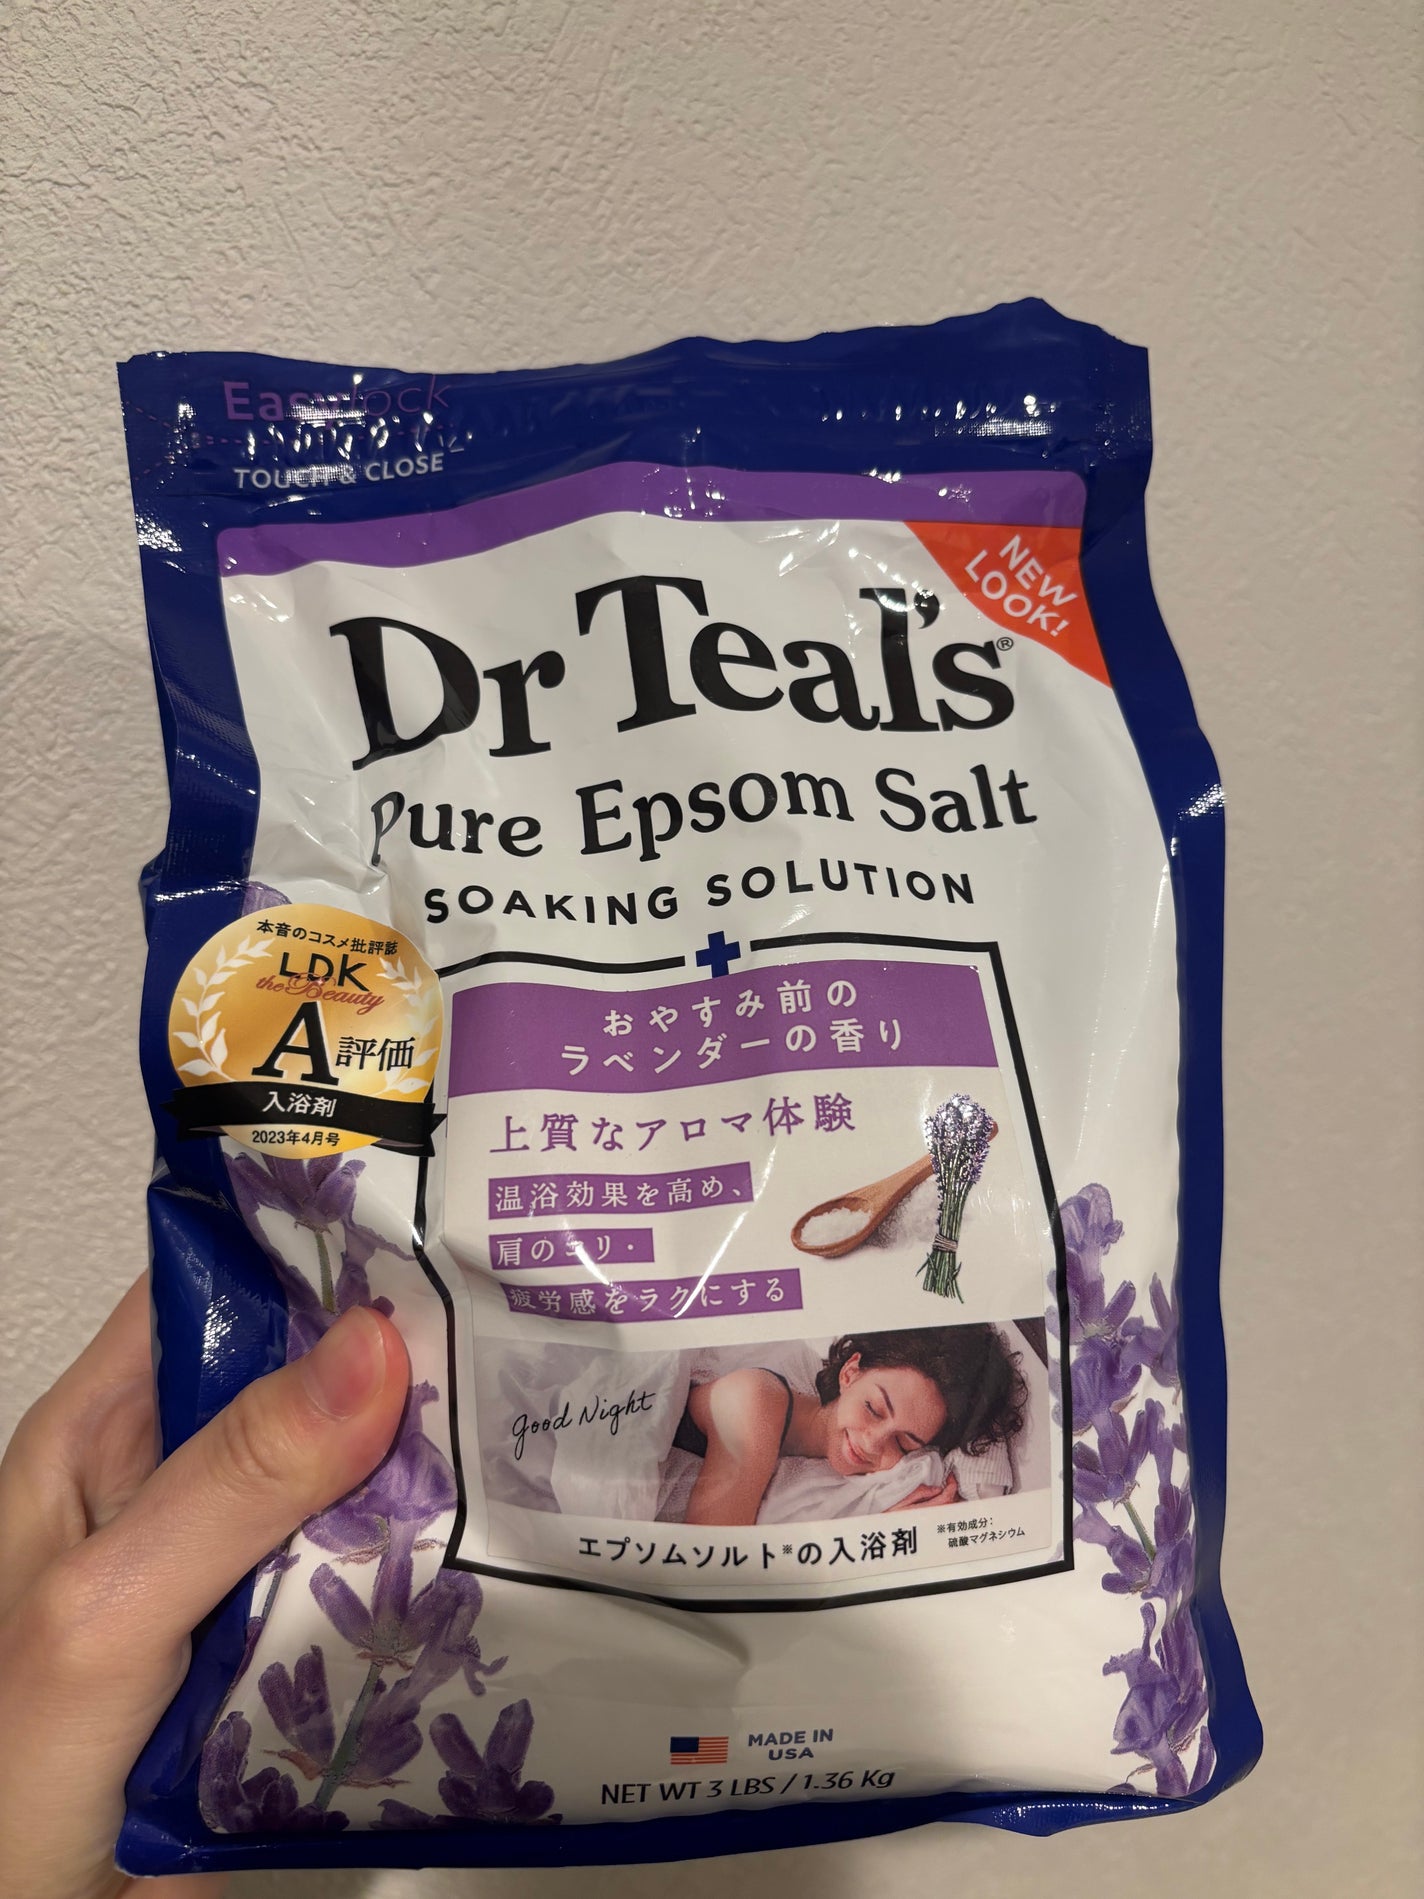 Easylock
TOUCH & CLOSE
NEW
LOOK!
Dr Teal's®
Pure Epsom Salt
SOAKING SOLUTION
本音のコスメ批評誌
LDK
the Beauty
A評価
入浴剤
2023年4月号
おやすみ前の
ラベンダーの香り
上質なアロマ体験
温浴効果を高め、
肩のコリ・
疲労感をラクにする
Good Night
エプソムソルト※の入浴剤
※有効成分:
硫酸マグネシウム
MADE IN
USA
NET WT 3 LBS / 1.36 Kg